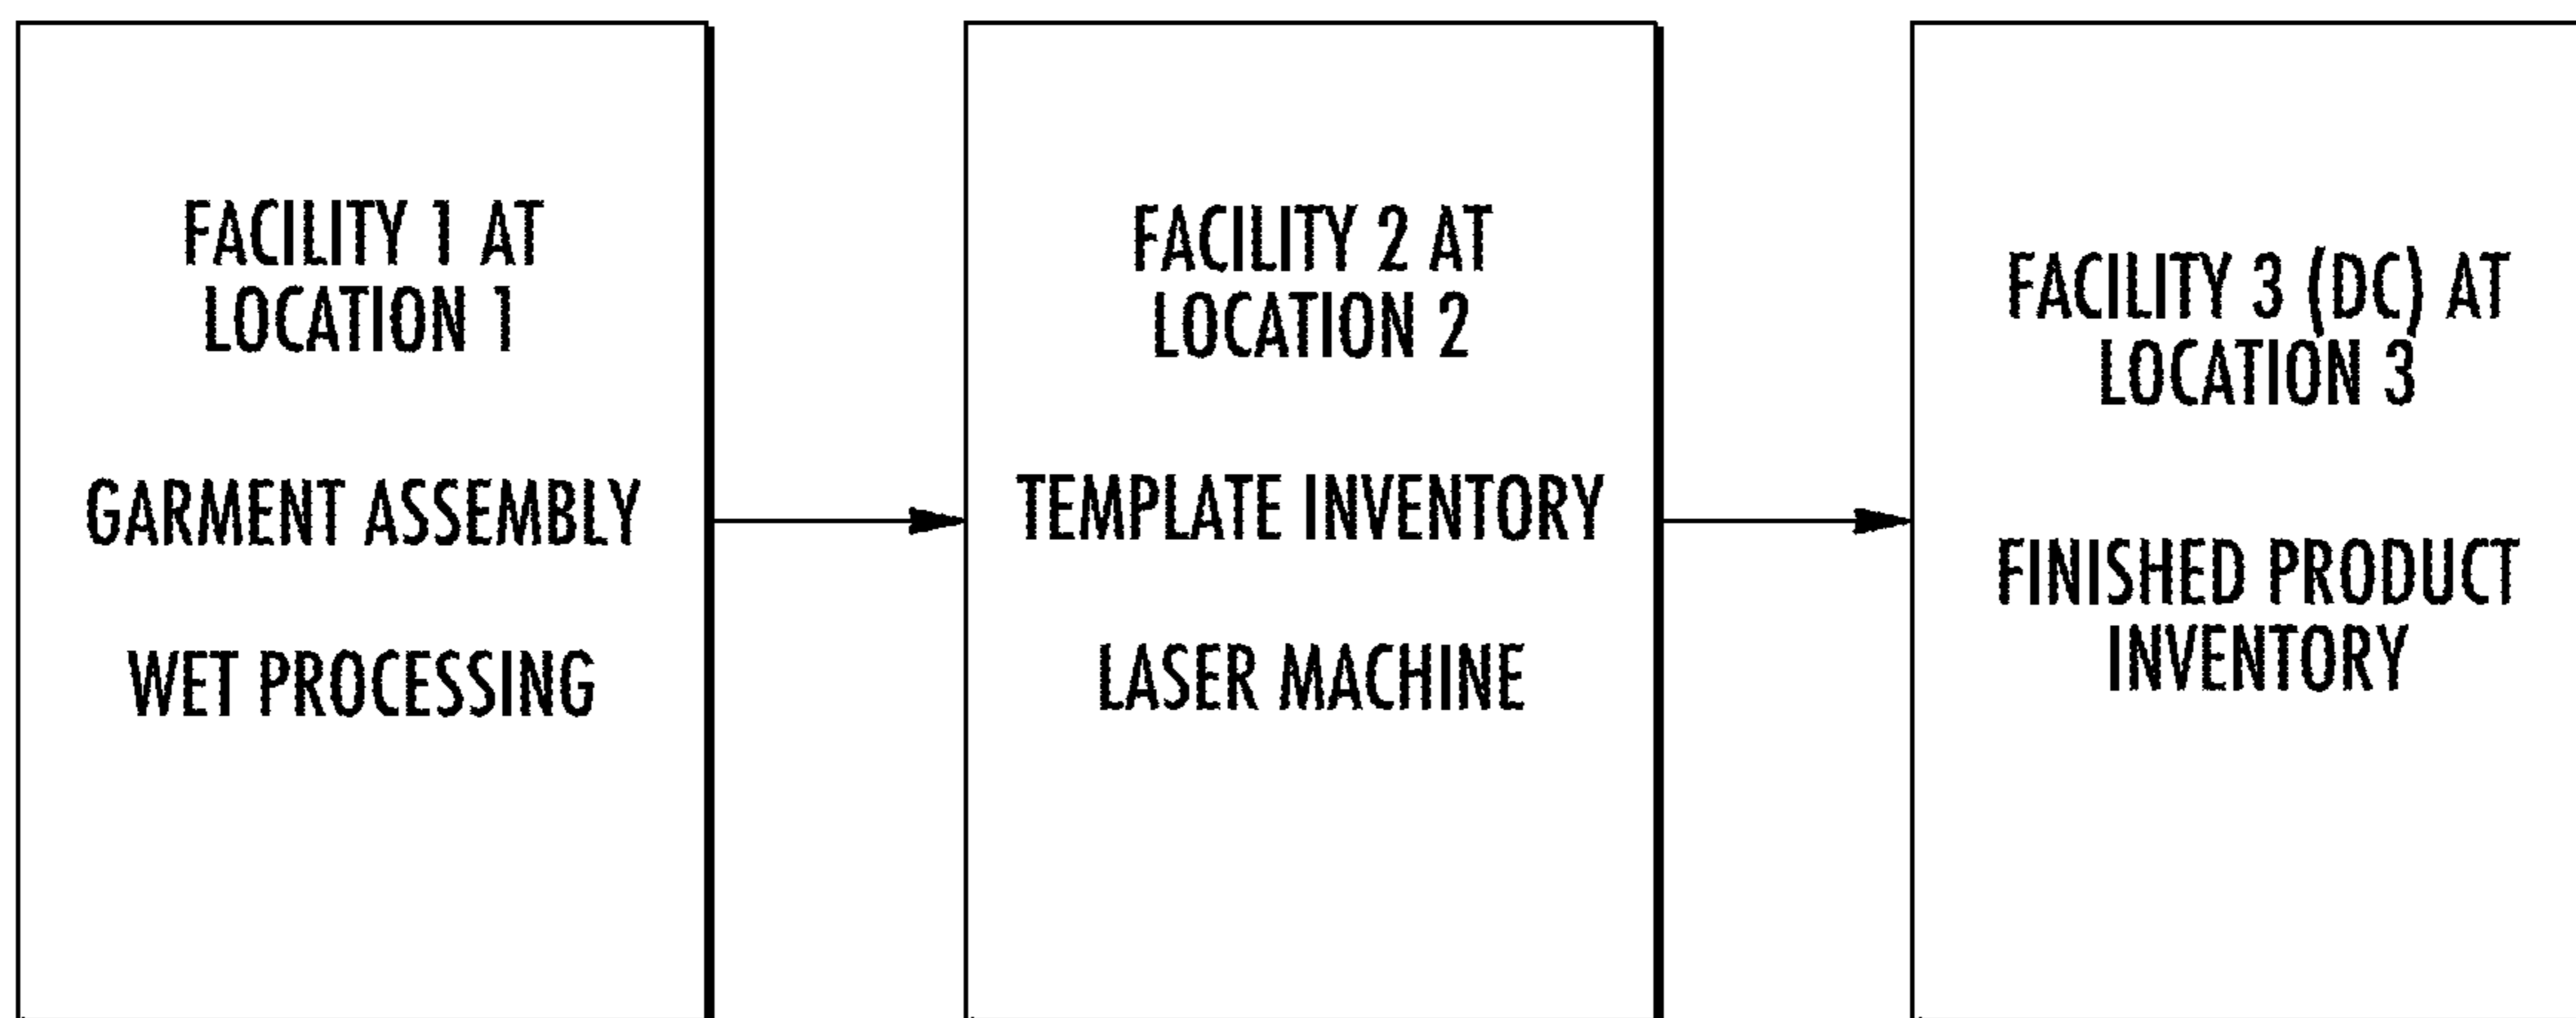 FACILITY 1 AT
LOCATION 1
GARMENT ASSEMBLY
WET PROCESSING
FACILITY 2 AT
LOCATION 2
TEMPLATE INVENTORY
LASER MACHINE
FACILITY 3 (DC) AT
LOCATION 3
FINISHED PRODUCT
INVENTORY